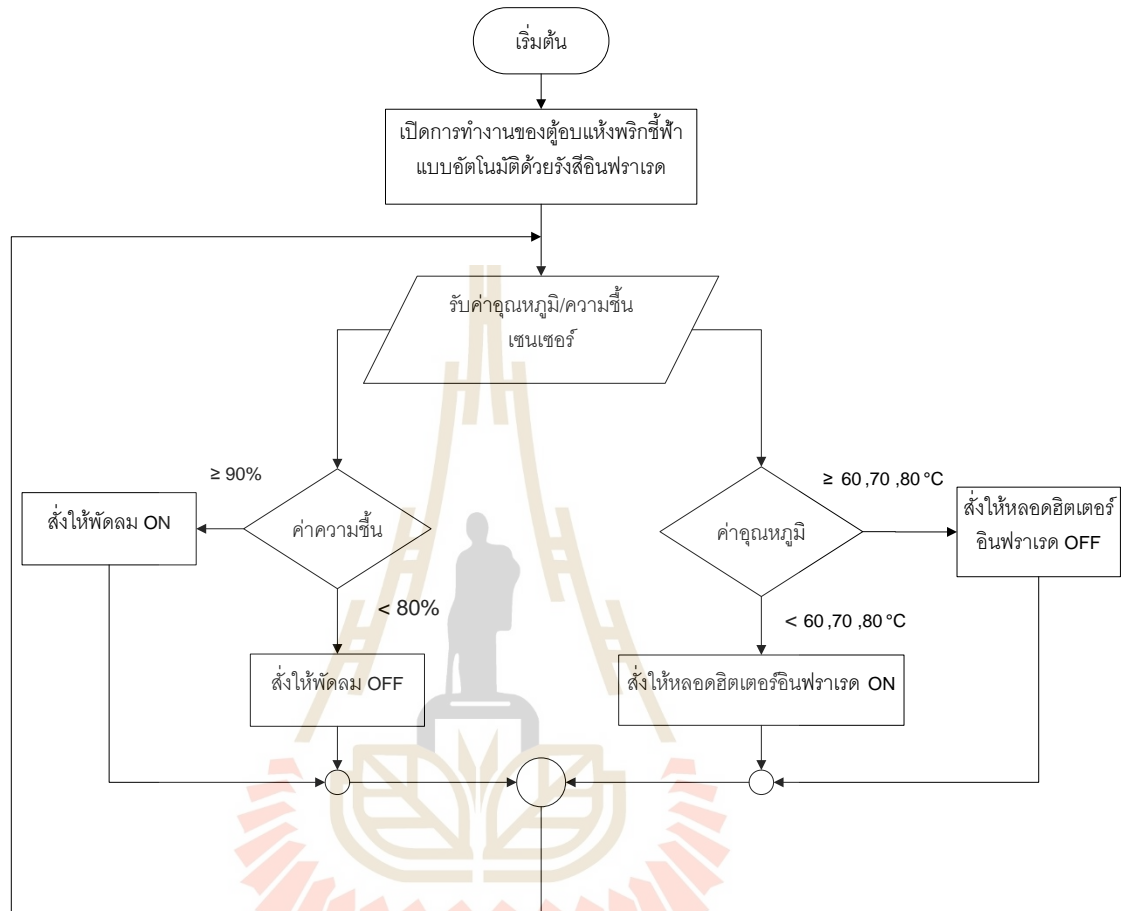 เริ่มต้น
เปิดการทำงานของตู้อบแห้งพริกชี้ฟ้า
แบบอัตโนมัติด้วยรังสีอินฟราเรด
รับค่าอุณหภูมิ/ความชื้น
เซนเซอร์
≥ 90%
≥ 60 ,70 ,80 °C
สั่งให้พัดลม ON
ค่าความชื้น
ค่าอุณหภูมิ
สั่งให้หลอดฮิตเตอร์
อินฟราเรด OFF
< 80%
< 60 ,70 ,80 °C
สั่งให้พัดลม OFF
สั่งให้หลอดฮิตเตอร์อินฟราเรด ON